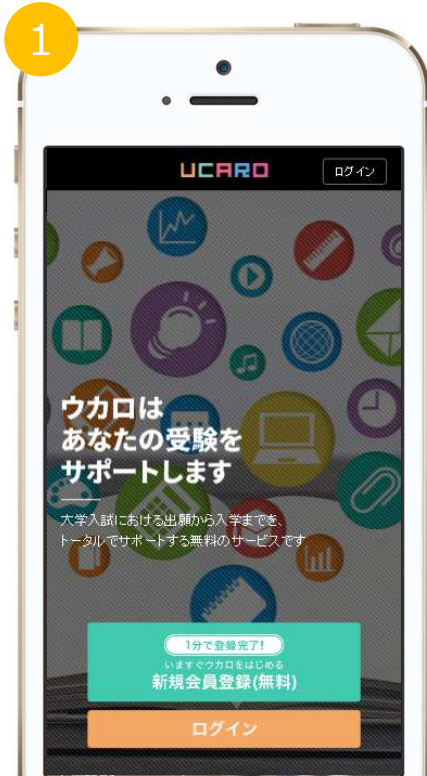 1
UCARO
ログイン
ウカロは
あなたの受験を
サポートします
大学入試における出願から入学までを、
トータルでサポートする無料のサービスです
1分で登録完了!
いますぐウカロをはじめる
新規会員登録(無料)
ログイン